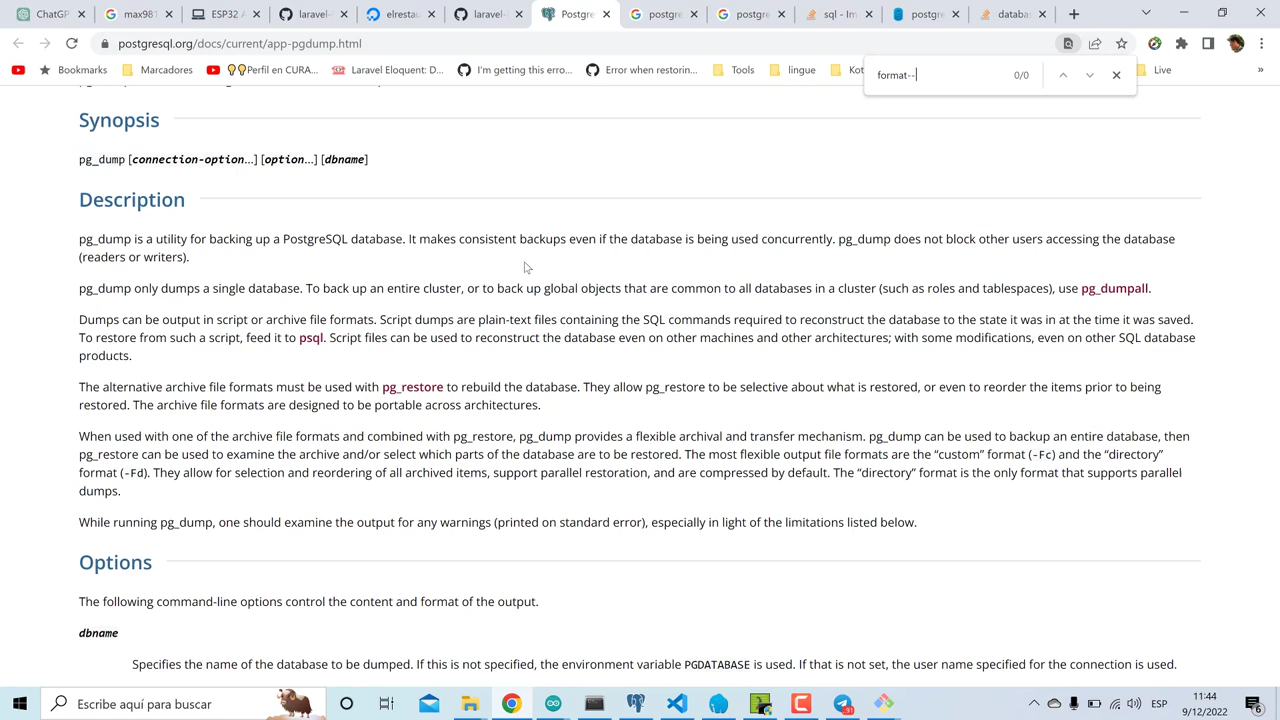 ChatGP
max981
ESP32 A
laravel-
elrestau
laravel-
Postgre
postgre
postgre
sql - Im
postgre
databas
postgresql.org/docs/current/app-pgdump.html
Bookmarks
Marcadores
Perfil en CURA...
Laravel Eloquent: D...
I'm getting this erro...
Error when restorin...
Tools
lingue
Kot
Live
»
format--
0/0
Synopsis
pg_dump [connection-option...] [option...] [dbname]
Description
pg_dump is a utility for backing up a PostgreSQL database. It makes consistent backups even if the database is being used concurrently. pg_dump does not block other users accessing the database
(readers or writers).
pg_dump only dumps a single database. To back up an entire cluster, or to back up global objects that are common to all databases in a cluster (such as roles and tablespaces), use pg_dumpall.
Dumps can be output in script or archive file formats. Script dumps are plain-text files containing the SQL commands required to reconstruct the database to the state it was in at the time it was saved.
To restore from such a script, feed it to psql. Script files can be used to reconstruct the database even on other machines and other architectures; with some modifications, even on other SQL database
products.
The alternative archive file formats must be used with pg_restore to rebuild the database. They allow pg_restore to be selective about what is restored, or even to reorder the items prior to being
restored. The archive file formats are designed to be portable across architectures.
When used with one of the archive file formats and combined with pg_restore, pg_dump provides a flexible archival and transfer mechanism. pg_dump can be used to backup an entire database, then
pg_restore can be used to examine the archive and/or select which parts of the database are to be restored. The most flexible output file formats are the “custom” format (-Fc) and the “directory”
format (-Fd). They allow for selection and reordering of all archived items, support parallel restoration, and are compressed by default. The “directory” format is the only format that supports parallel
dumps.
While running pg_dump, one should examine the output for any warnings (printed on standard error), especially in light of the limitations listed below.
Options
The following command-line options control the content and format of the output.
dbname
Specifies the name of the database to be dumped. If this is not specified, the environment variable PGDATABASE is used. If that is not set, the user name specified for the connection is used.
Escribe aquí para buscar
ESP
11:44
9/12/2022
6